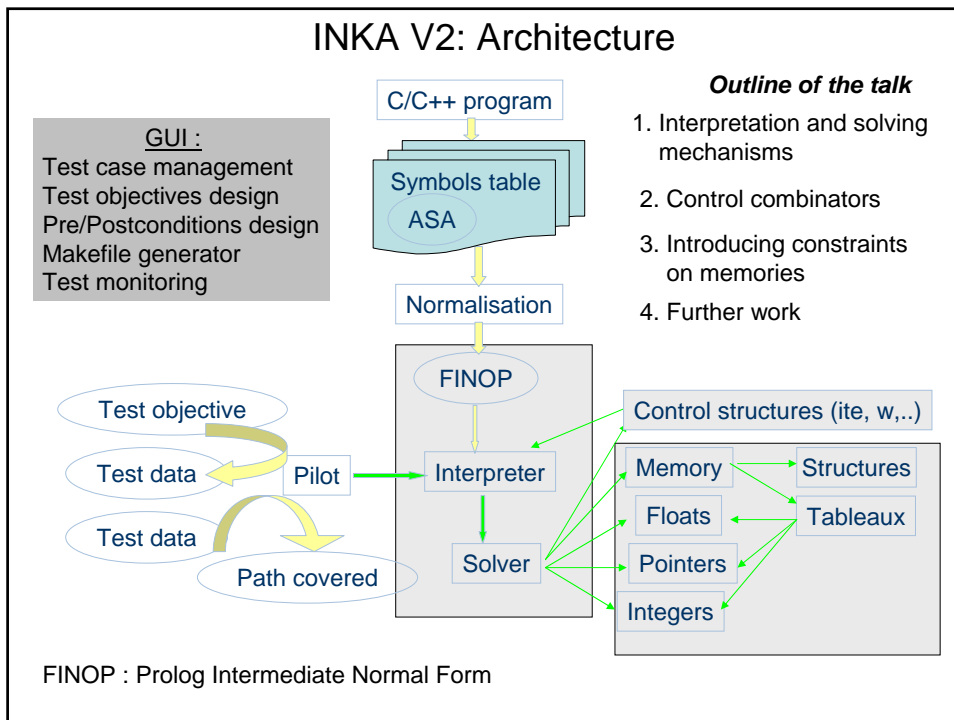 INKA V2: Architecture
C/C++ program
Outline of the talk
1. Interpretation and solving
mechanisms
2. Control combinators
3. Introducing constraints
on memories
4. Further work
GUI :
Test case management
Test objectives design
Pre/Postconditions design
Makefile generator
Test monitoring
Symbols table
ASA
Normalisation
FINOP
Test objective
Test data
Pilot
Test data
Path covered
Interpreter
Solver
Control structures (ite, w,..)
Memory
Structures
Floats
Tableaux
Pointers
Integers
FINOP : Prolog Intermediate Normal Form